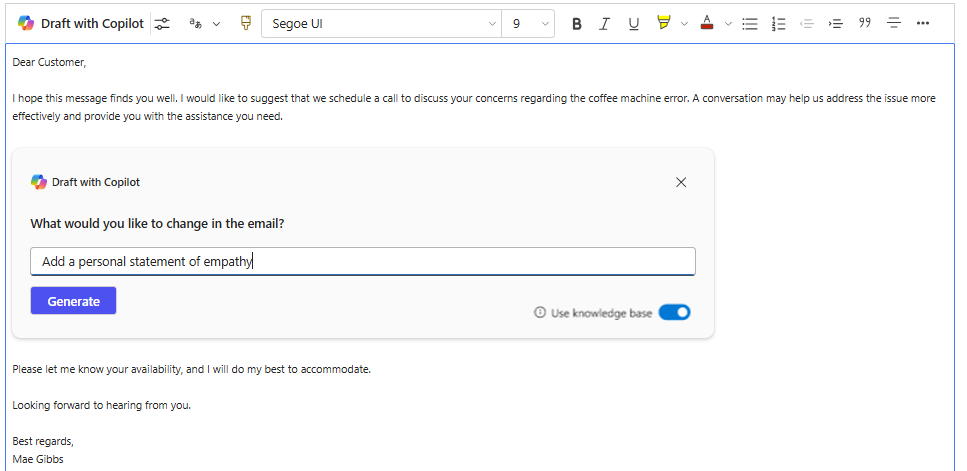 Draft with Copilot
Segoe UI
9
B I U A
Dear Customer,
I hope this message finds you well. I would like to suggest that we schedule a call to discuss your concerns regarding the coffee machine error. A conversation may help us address the issue more
effectively and provide you with the assistance you need.
Draft with Copilot
What would you like to change in the email?
Add a personal statement of empathy
Generate
Use knowledge base
Please let me know your availability, and I will do my best to accommodate.
Looking forward to hearing from you.
Best regards,
Mae Gibbs